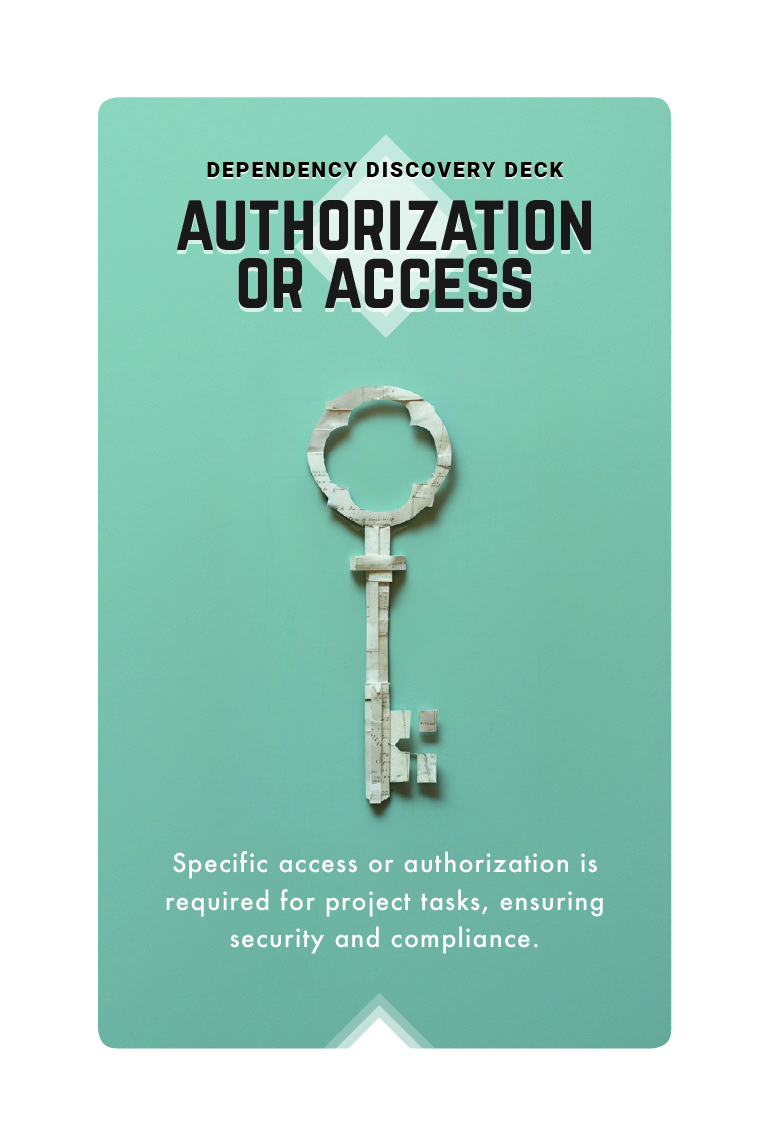 DEPENDENCY DISCOVERY DECK
AUTHORIZATION
OR ACCESS
Specific access or authorization is
required for project tasks, ensuring
security and compliance.